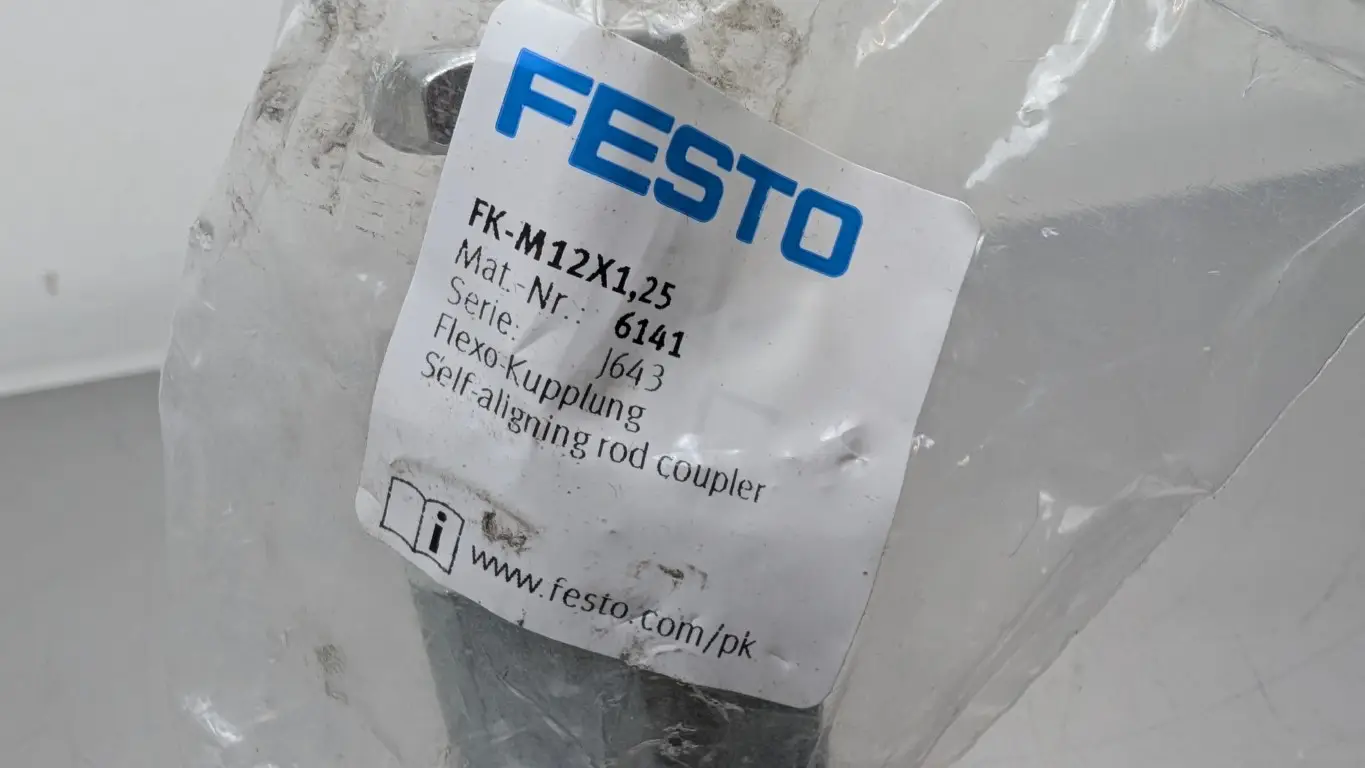 FESTO
FK-M12X1,25
Mat.-Nr.: 6141
Serie: J643
Flexo-Kupplung
Self-aligning rod coupler
i www.festo.com/pk